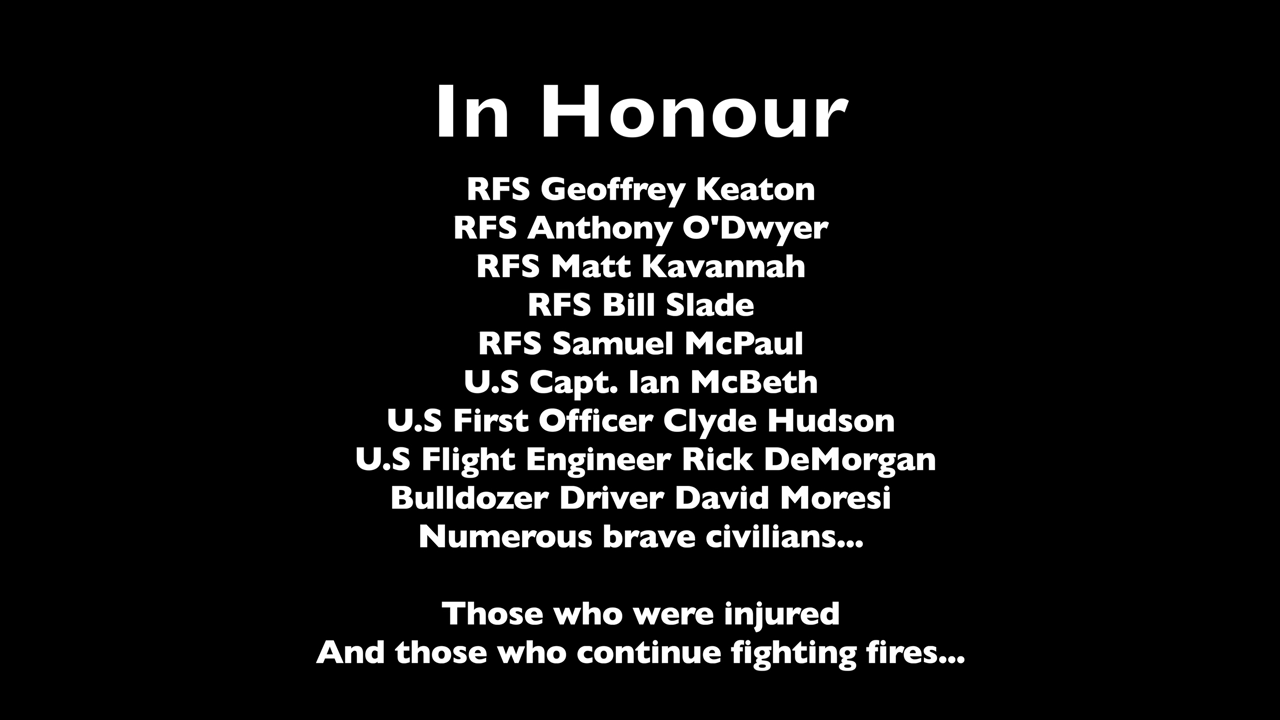 In Honour
RFS Geoffrey Keaton
RFS Anthony O'Dwyer
RFS Matt Kavannah
RFS Bill Slade
RFS Samuel McPaul
U.S Capt. Ian McBeth
U.S First Officer Clyde Hudson
U.S Flight Engineer Rick DeMorgan
Bulldozer Driver David Moresi
Numerous brave civilians...
Those who were injured
And those who continue fighting fires...